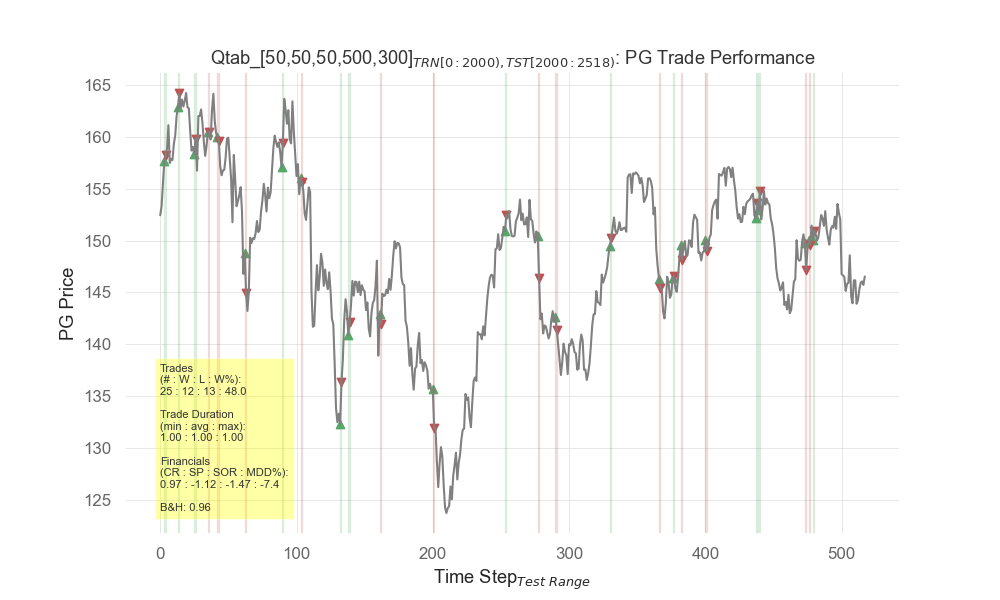 Qtab_[50,50,50,500,300]TRN[0:2000),TST[2000:2518): PG Trade Performance
165
160
155
150
145
140
135
130
125
PG Price
Trades
(# : W : L : W%):
25 : 12 : 13 : 48.0
Trade Duration
(min : avg : max):
1.00 : 1.00 : 1.00
Financials
(CR : SP : SOR : MDD%):
0.97 : -1.12 : -1.47 : -7.4
B&H: 0.96
0 100 200 300 400 500
Time StepTest Range